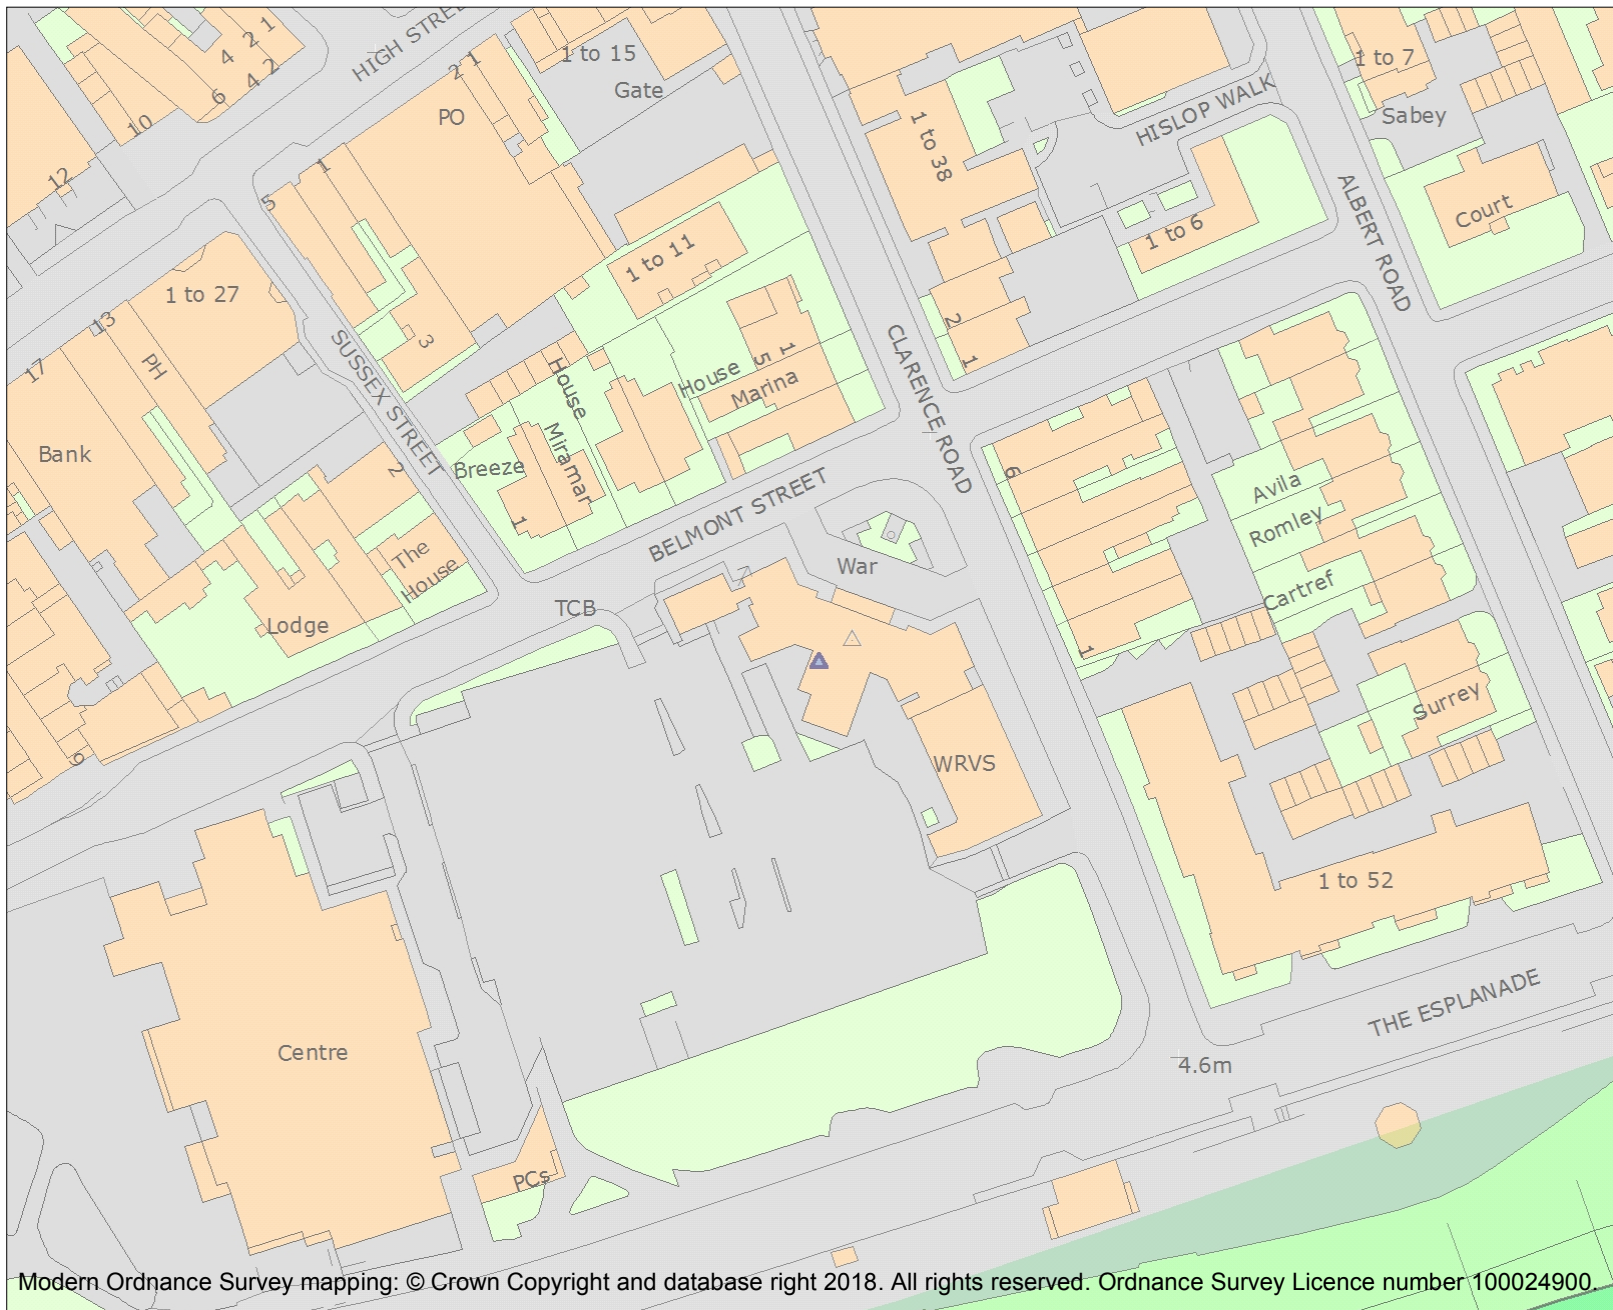 HIGH STREE
4 2 1
6 4 2
10
12
2 1
PO
1 to 15
Gate
1 to 38
HISLOP WALK
1 to 7
Sabey
ALBERT ROAD
Court
1 to 6
1
5
1 to 27
13
17
PH
Bank
SUSSEX STREET
3
1 to 11
House
Miramar
Breeze
1
House
1
5
Marina
CLARENCE ROAD
2
1
6
1
Avila
Romley
Cartref
Surrey
2
The
House
Lodge
9
BELMONT STREET
TCB
War
WRVS
1 to 52
Centre
PCs
THE ESPLANADE
4.6m
Modern Ordnance Survey mapping: © Crown Copyright and database right 2018. All rights reserved. Ordnance Survey Licence number 100024900.